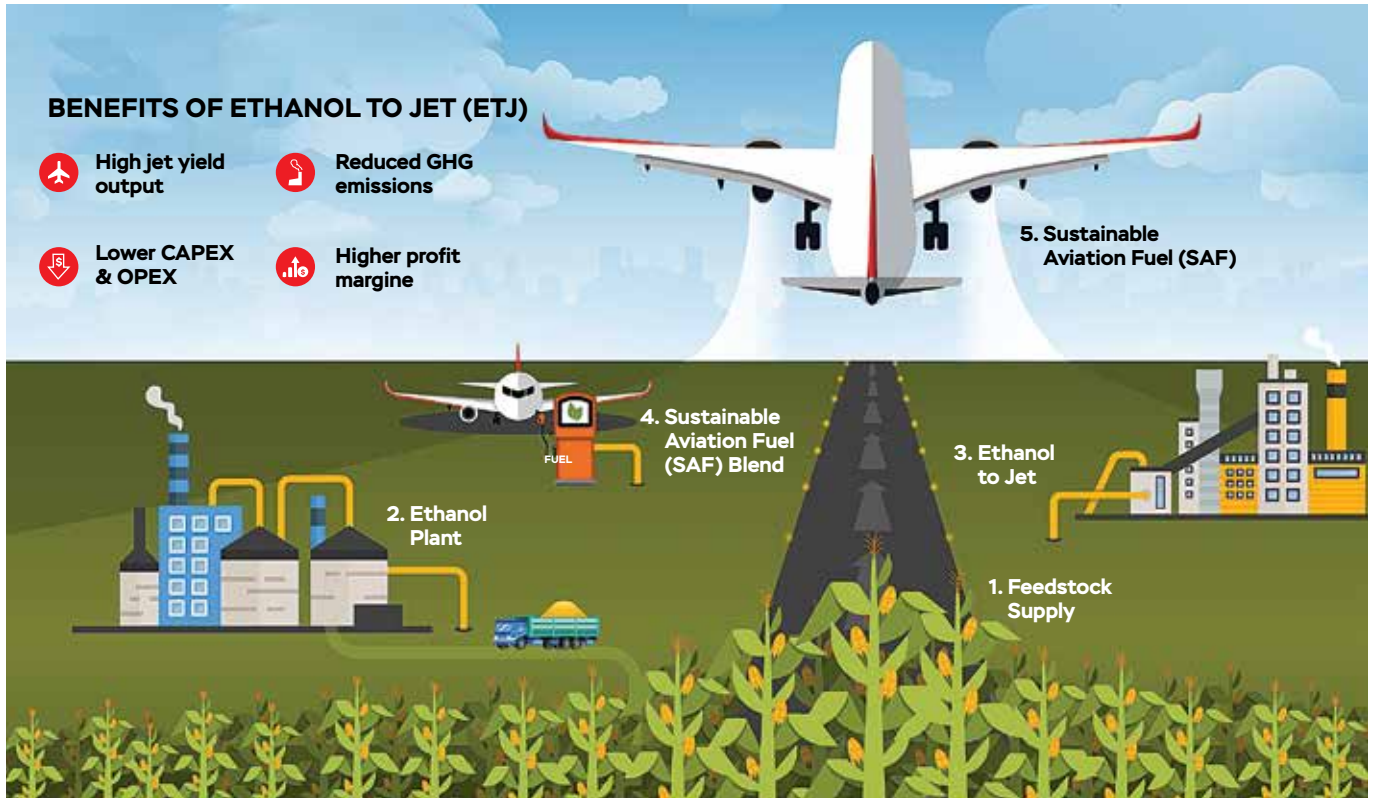 BENEFITS OF ETHANOL TO JET (ETJ)
High jet yield
output
Reduced GHG
emissions
Lower CAPEX
& OPEX
Higher profit
margine
5. Sustainable
Aviation Fuel (SAF)
4. Sustainable
Aviation Fuel
(SAF) Blend
FUEL
3. Ethanol
to Jet
2. Ethanol
Plant
1. Feedstock
Supply